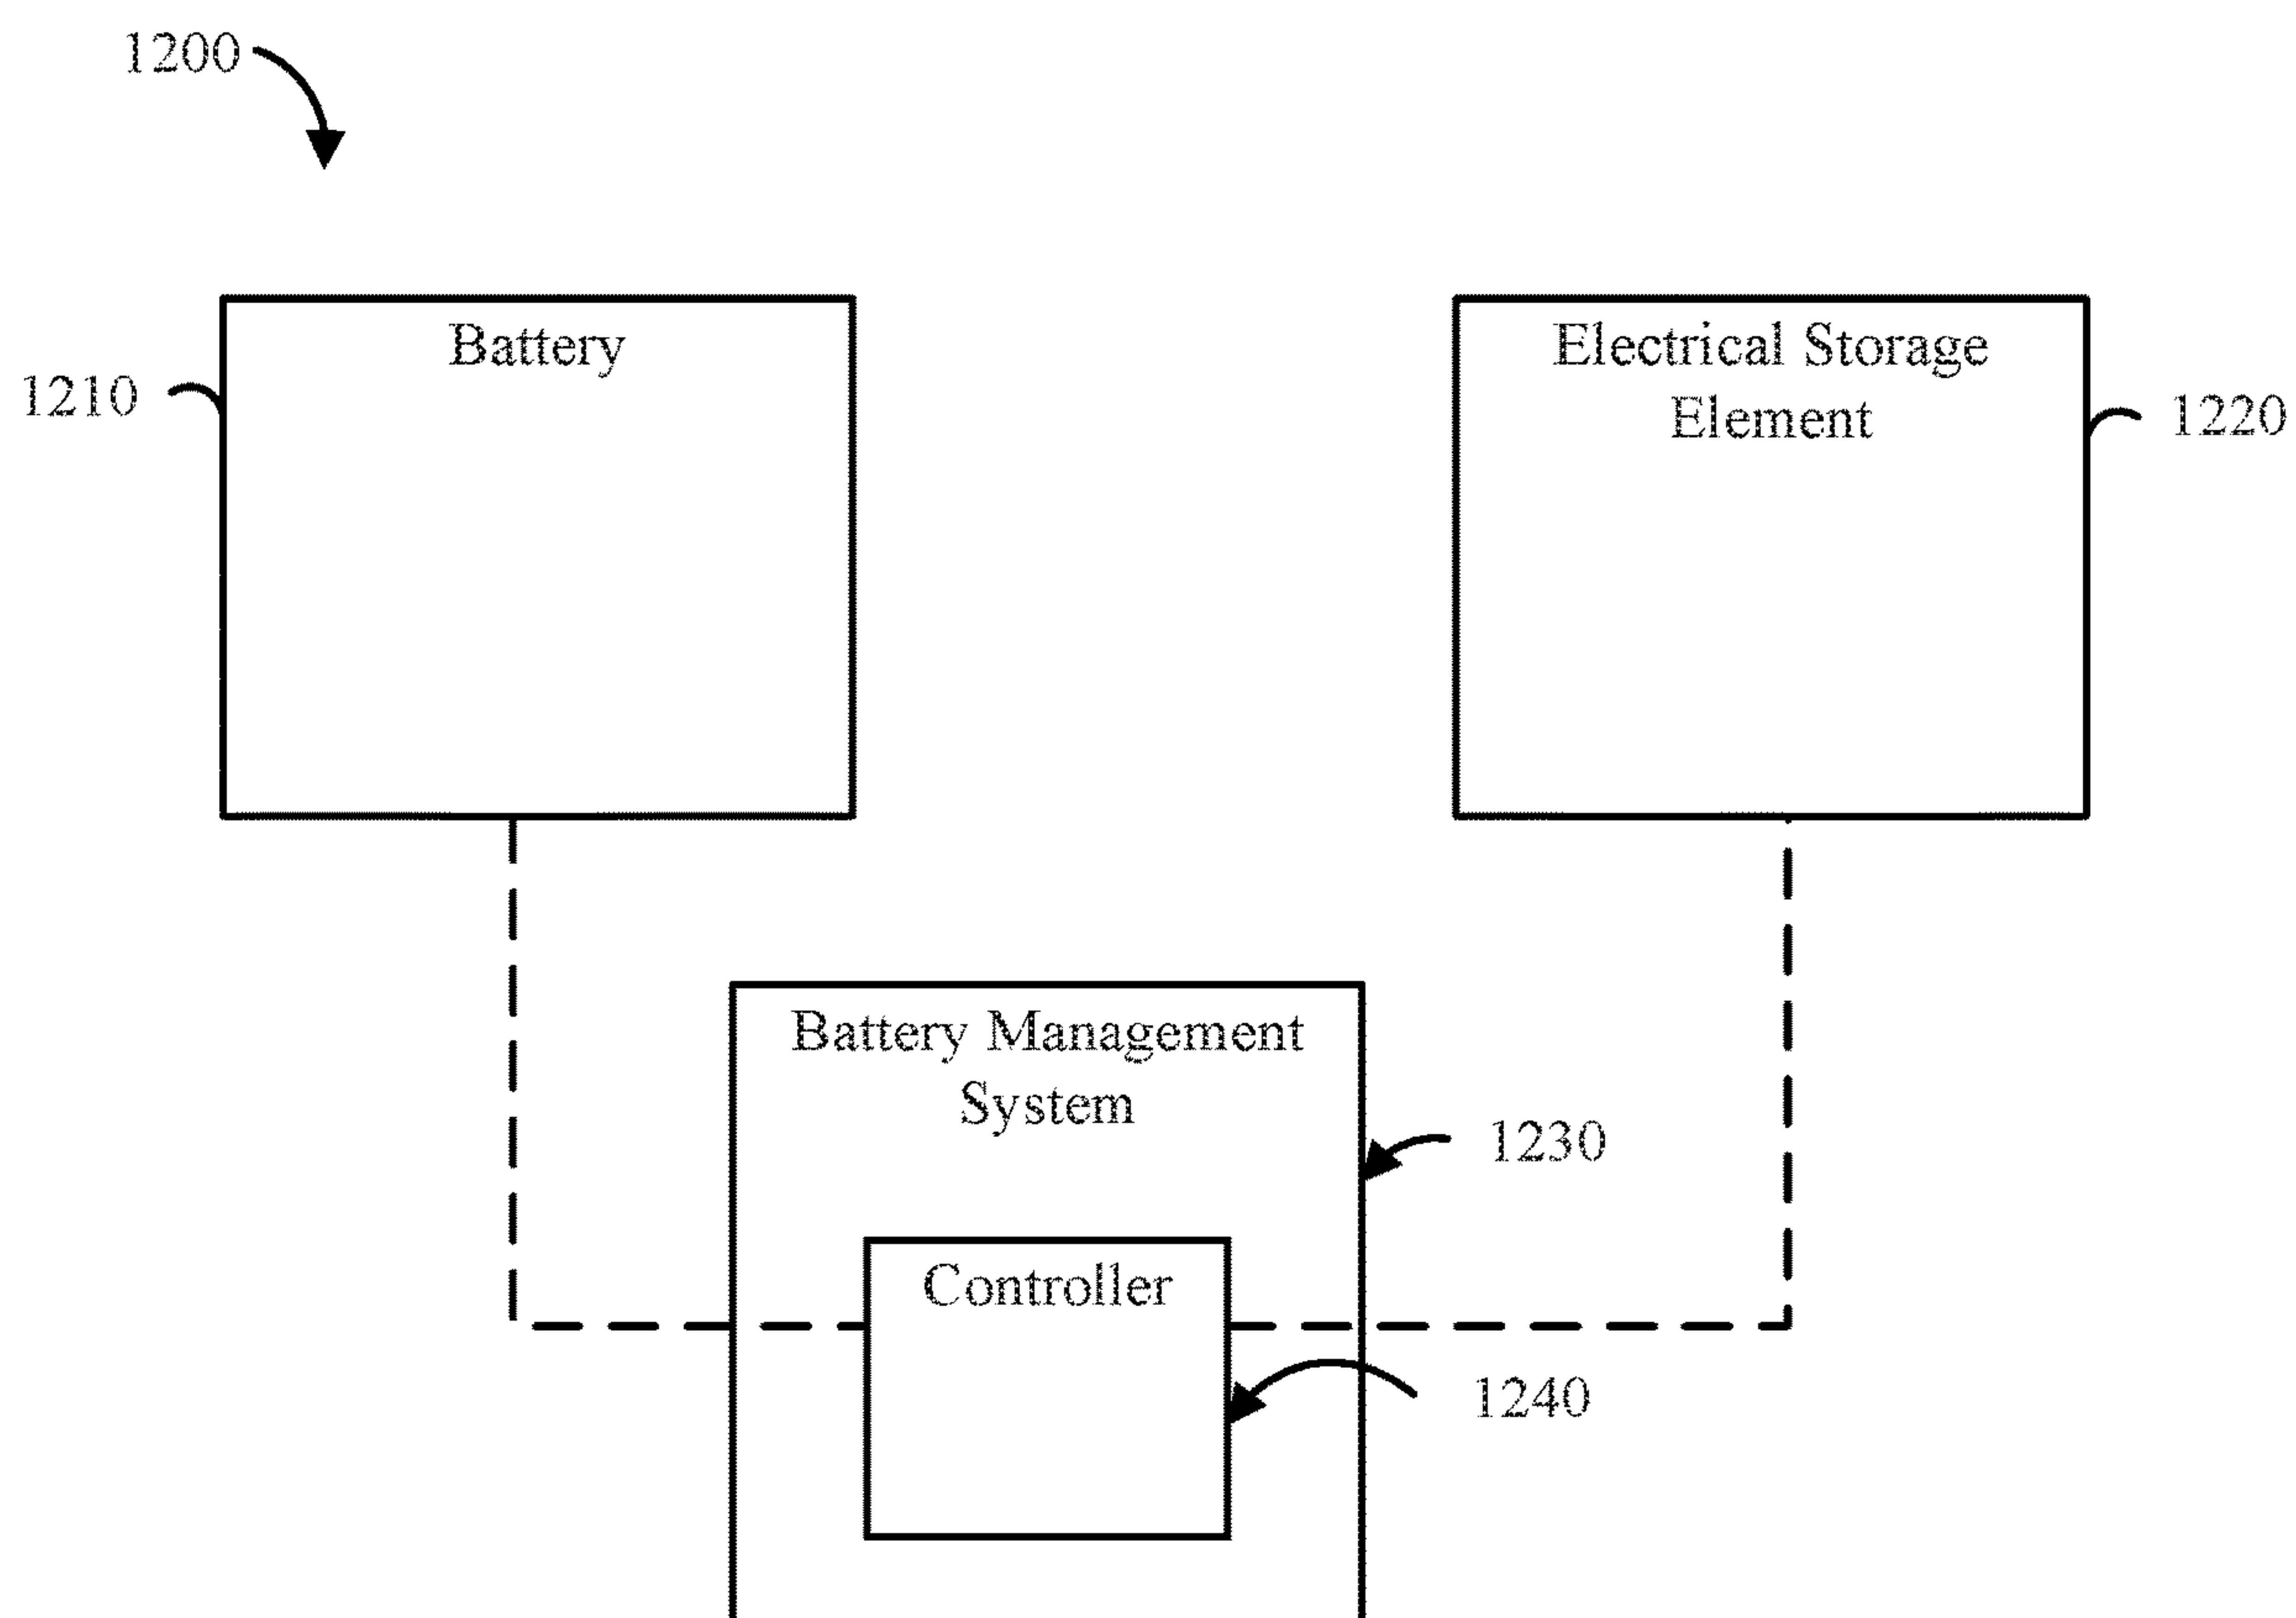 1200
Battery
1210
Electrical Storage
Element
1220
Battery Management
System
1230
Controller
1240